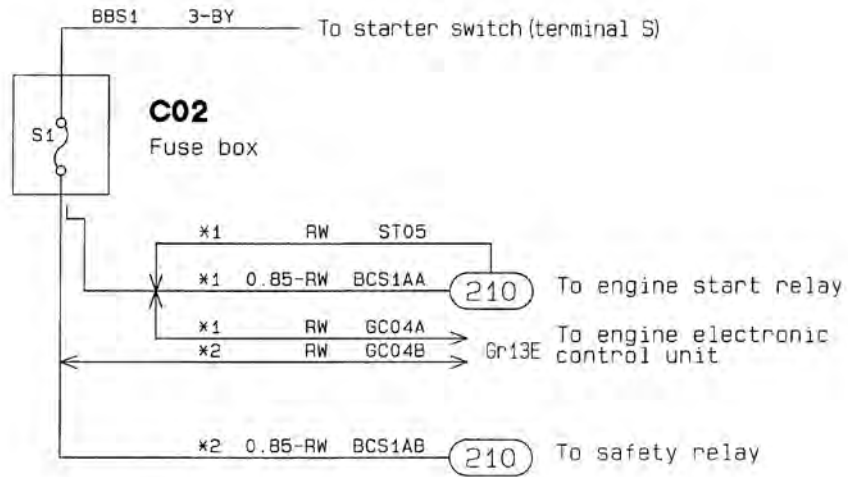 BBS1 3-BY To starter switch (terminal S)
C02
S1
Fuse box
*1 RW ST05
*1 0.85-RW BCS1AA 210 To engine start relay
*1 RW GC04A To engine electronic
*2 RW GC04B Gr13E control unit
*2 0.85-RW BCS1AB 210 To safety relay